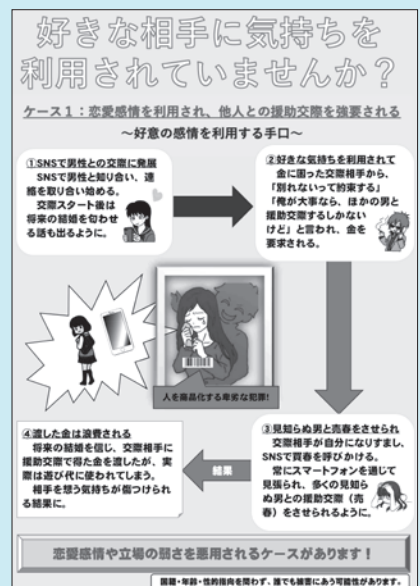 好きな相手に気持ちを
利用されていませんか？
ケース１：恋愛感情を利用され、他人との援助交際を強要される
～好意の感情を利用する手口～
①SNSで男性との交際に発展
SNSで男性と知り合い、連
絡を取り合い始める。
交際スタート後は
将来の結婚を匂わせ
る話も出るように。
②好きな気持ちを利用されて
金に困った交際相手から、
「別れないって約束する」
「俺が大事なら、ほかの男と
援助交際するしかない
けど」と言われ、金を
要求される。
人を商品化する卑劣な犯罪!
③見知らぬ男と売春をさせられ
交際相手が自分になりすまし、
SNSで買春を呼びかける。
常にスマートフォンを通じて
見張られ、多くの見知ら
ぬ男との援助交際（売
春）をさせられるように。
結果
④渡した金は浪費される
将来の結婚を信じ、交際相手に
援助交際で得た金を渡したが、実
際は遊び代に使われてしまう。
相手を想う気持ちが傷つけられ
る結果に。
恋愛感情や立場の弱さを悪用されるケースがあります！
国籍・年齢・性的指向を問わず、誰でも被害にあう可能性があります。